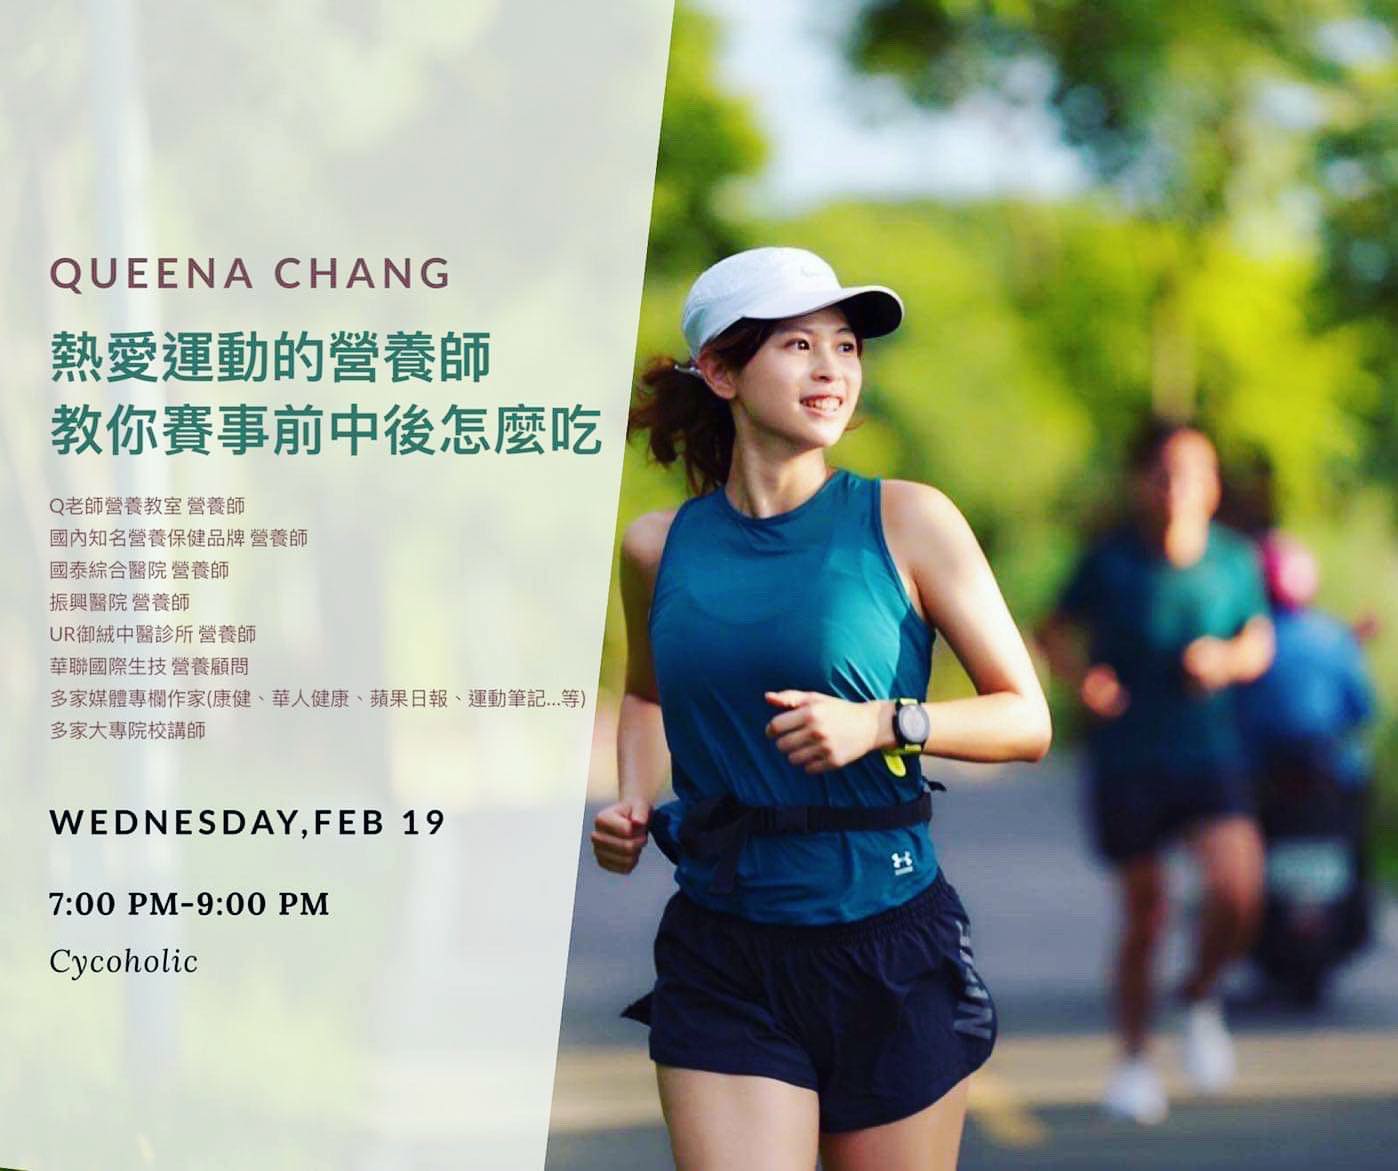 QUEENA CHANG
熱愛運動的營養師
教你賽事前中後怎麼吃
Q老師營養教室 營養師
國內知名營養保健品牌 營養師
國泰綜合醫院 營養師
振興醫院 營養師
UR御絨中醫診所 營養師
華聯國際生技 營養顧問
多家媒體專欄作家(康健、華人健康、蘋果日報、運動筆記...等)
多家大專院校講師
WEDNESDAY,FEB 19
7:00 PM-9:00 PM
Cycoholic
NIKE